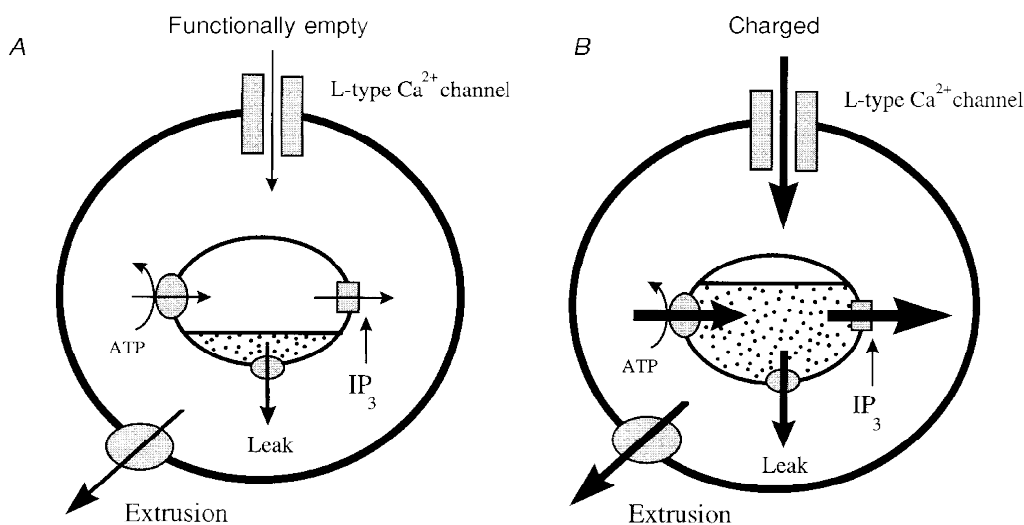 A
Functionally empty
L-type Ca2+ channel
ATP
IP3
Leak
Extrusion
B
Charged
L-type Ca2+ channel
ATP
IP3
Leak
Extrusion